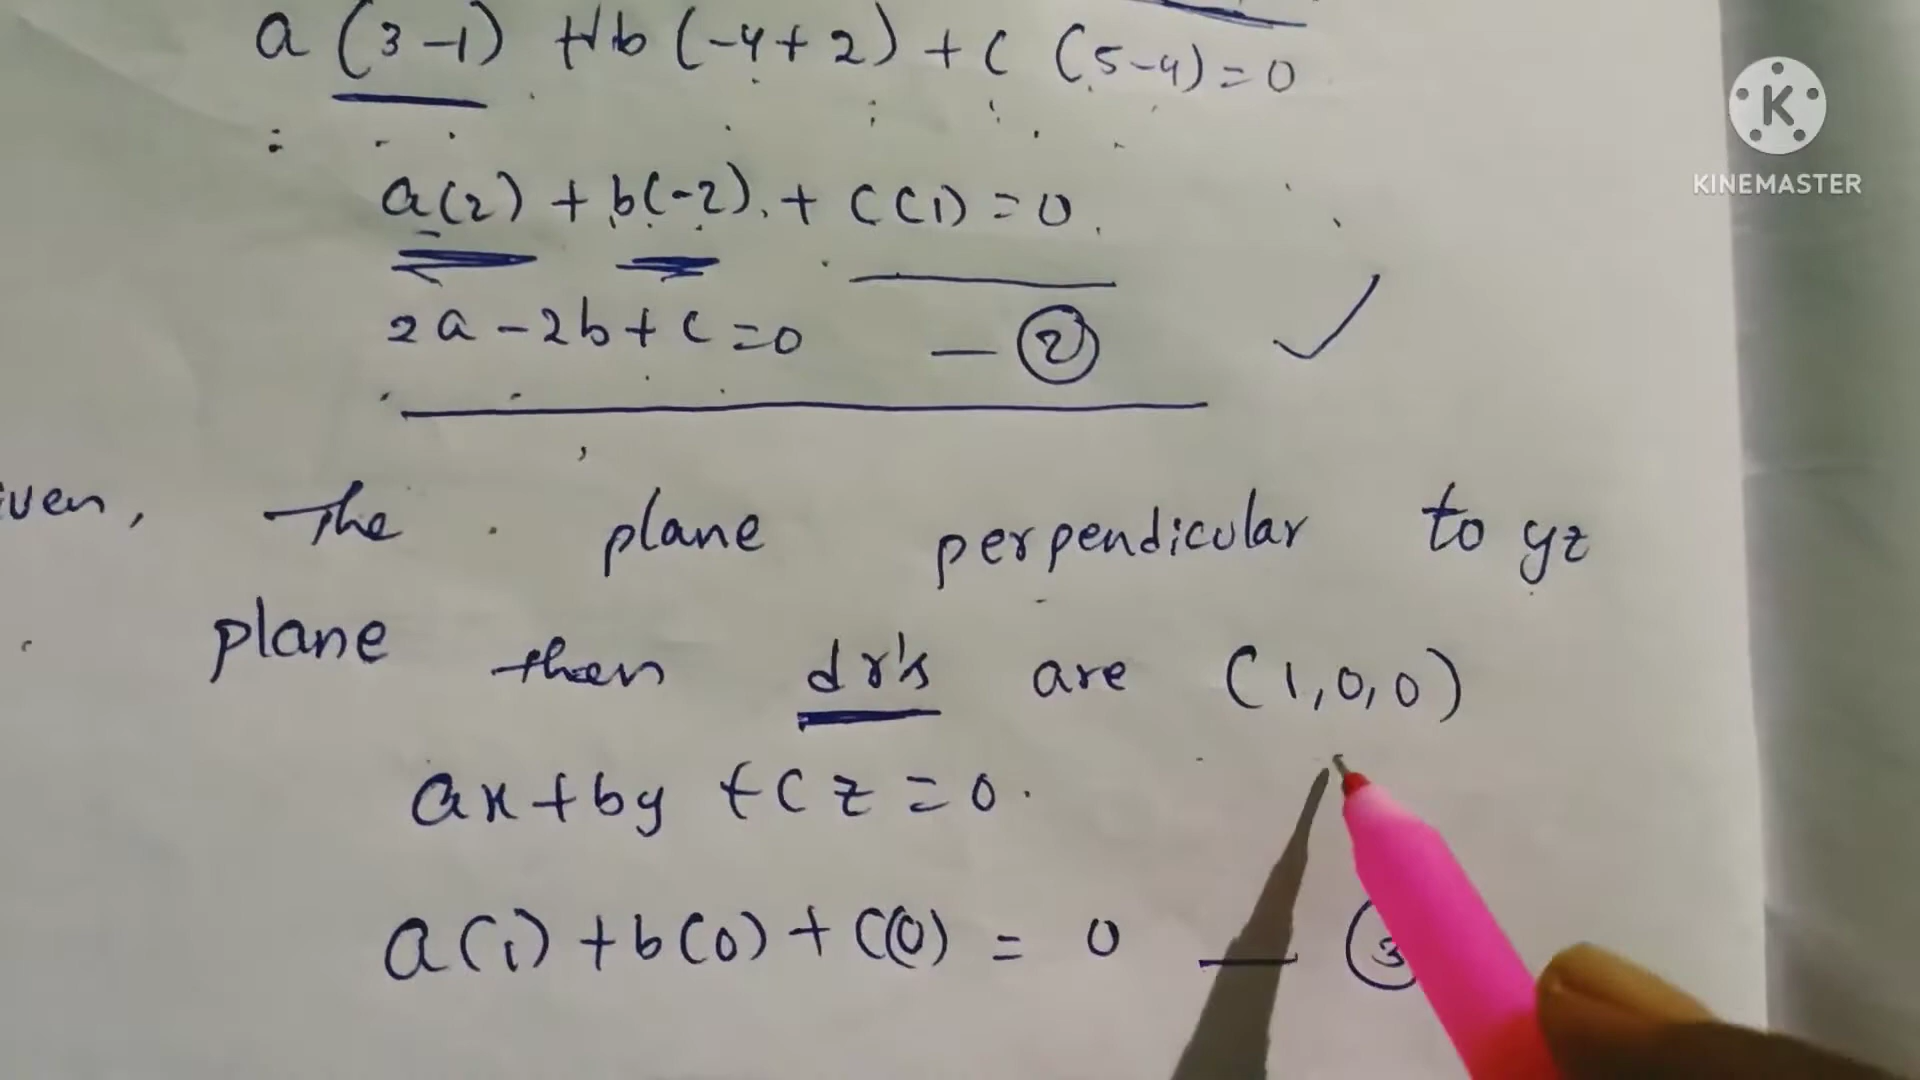 a (3-1) + b (-4+2) + c (5-4) = 0
KINEMASTER
a(2) + b(-2) + c(1) = 0
2a - 2b + c = 0 — ②
iven, The plane perpendicular to yz
plane then dr's are (1,0,0)
ax + by + cz = 0.
a(1) + b(0) + c(0) = 0 — ③